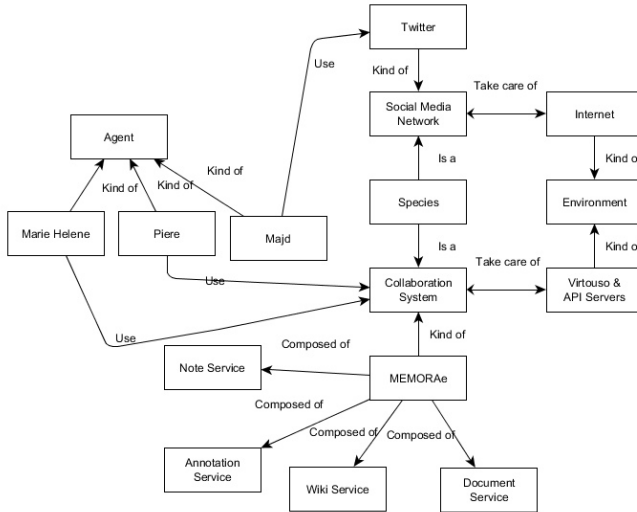 Twitter
Use
Kind of
Take care of
Social Media
Network
Internet
Agent
Kind of
Kind of
Kind of
Is a
Kind o
Marie Helene
Piere
Majd
Species
Environment
Is a
Kind o
Use
Take care of
Collaboration
System
Virtouso &
API Servers
Use
Kind of
Composed of
Note Service
MEMORAe
Composed of
Composed of
Composed of
Annotation
Service
Wiki Service
Document
Service